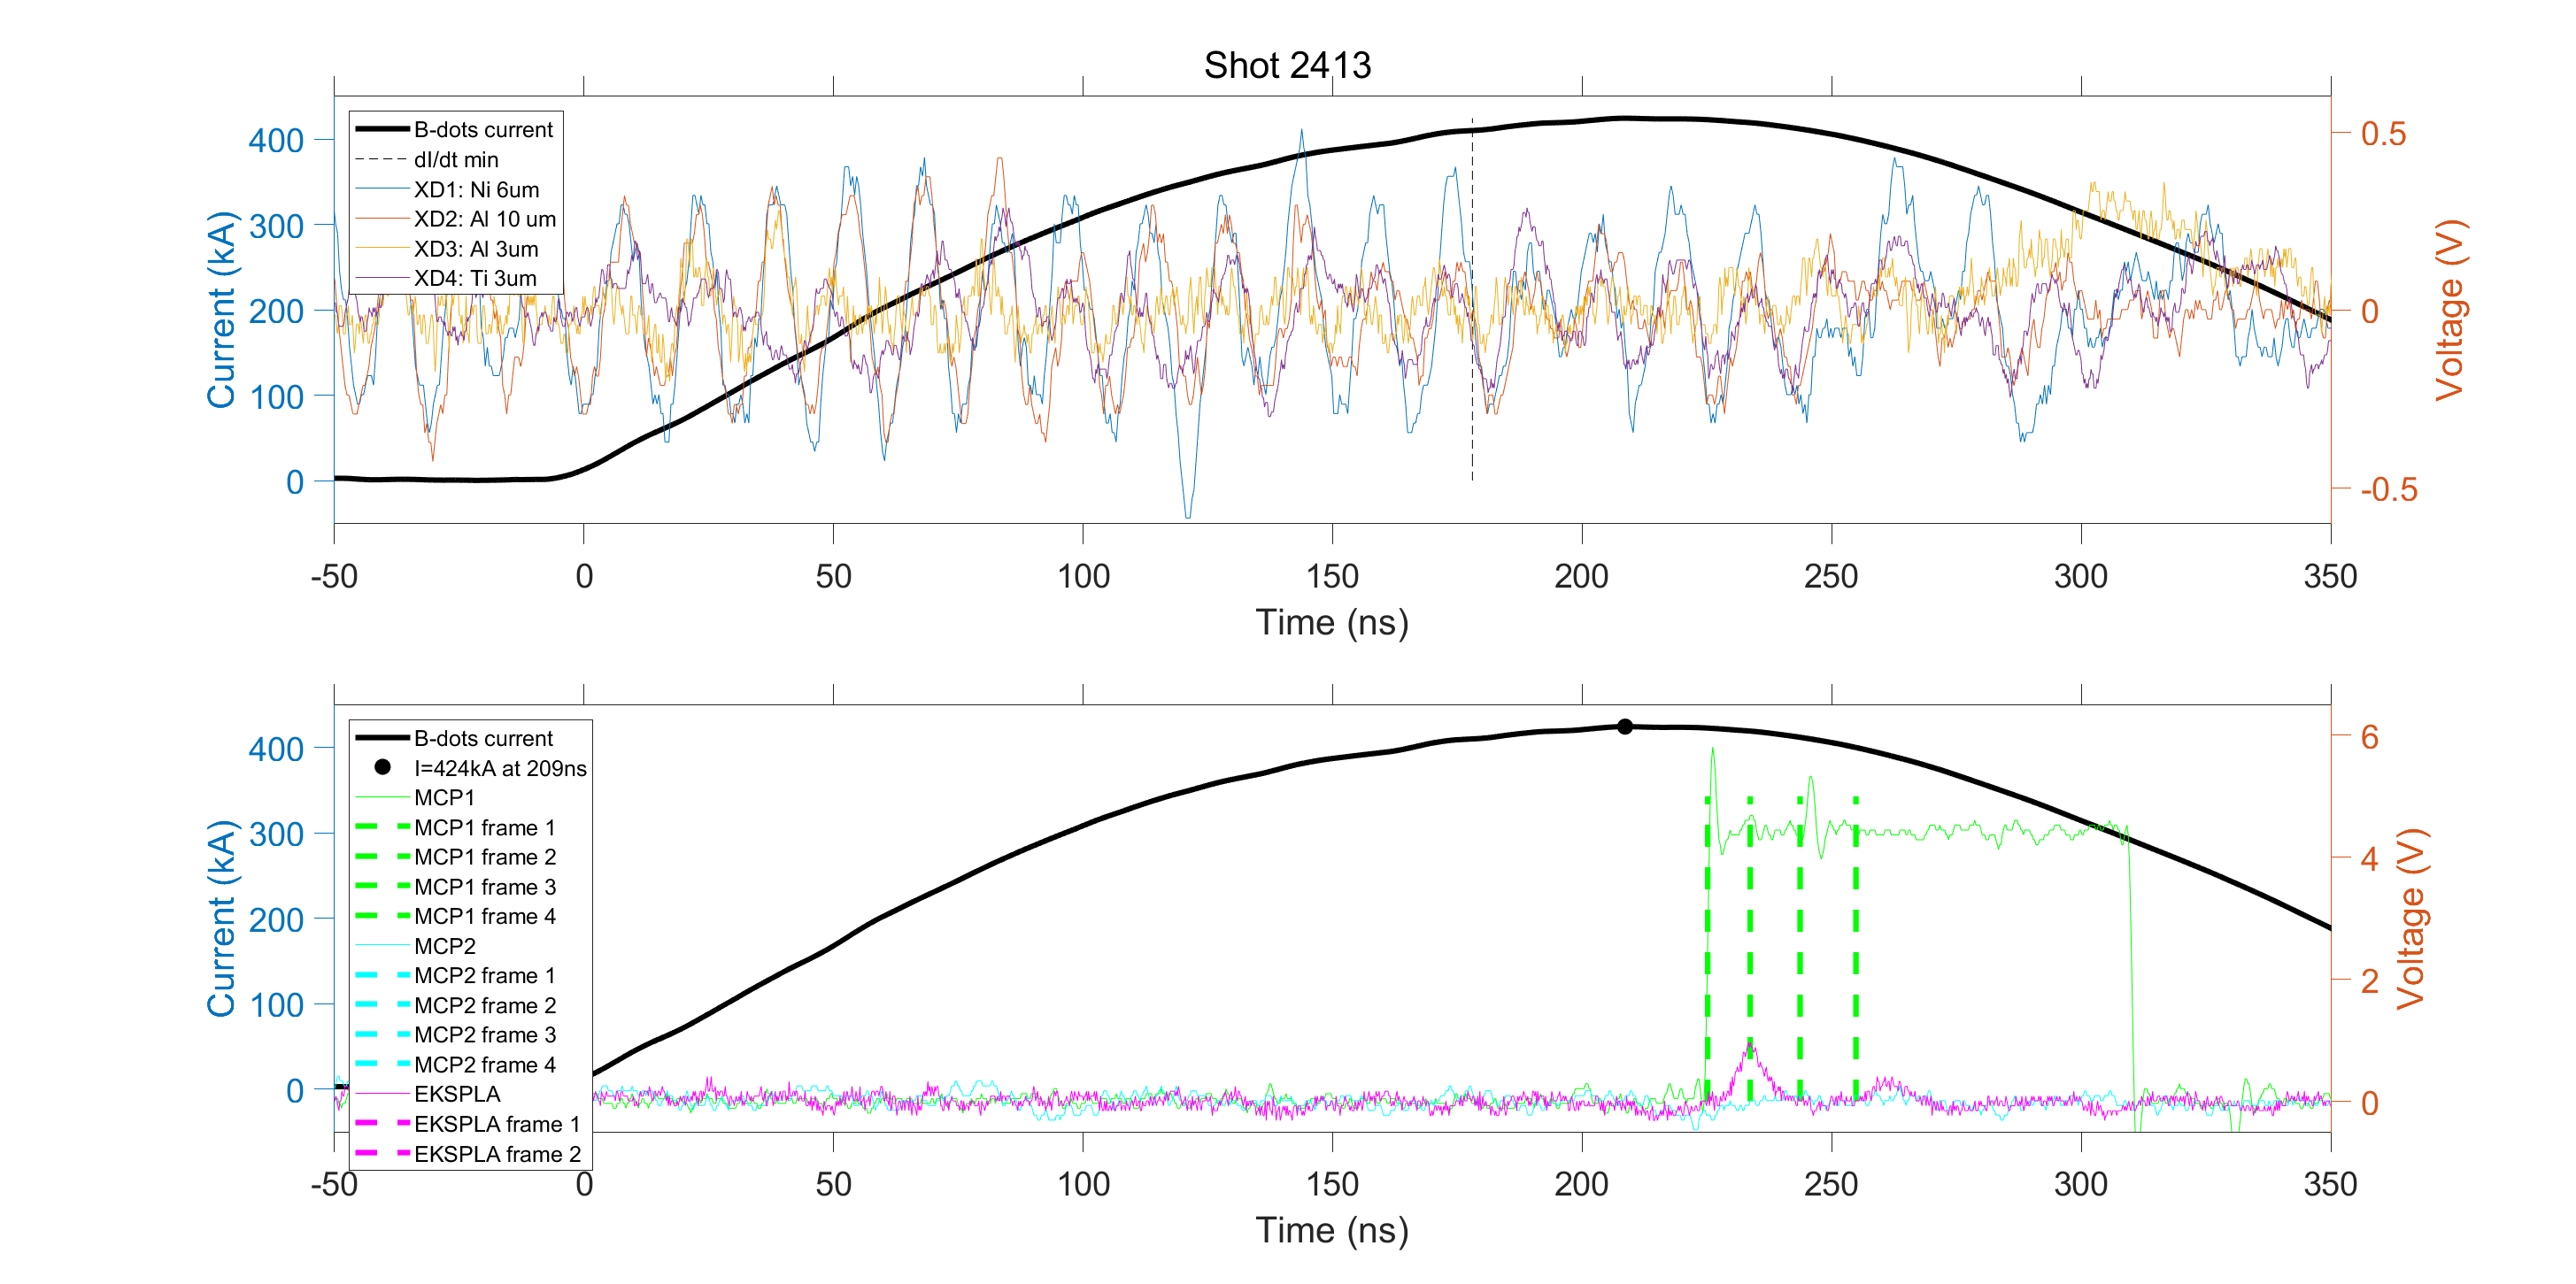 Shot 2413
Current (kA)
400
300
200
100
0
B-dots current
dI/dt min
XD1: Ni 6um
XD2: Al 10 um
XD3: Al 3um
XD4: Ti 3um
0.5
0
-0.5
Voltage (V)
-50 0 50 100 150 200 250 300 350
Time (ns)
Current (kA)
400
300
200
100
0
B-dots current
I=424kA at 209ns
MCP1
MCP1 frame 1
MCP1 frame 2
MCP1 frame 3
MCP1 frame 4
MCP2
MCP2 frame 1
MCP2 frame 2
MCP2 frame 3
MCP2 frame 4
EKSPLA
EKSPLA frame 1
EKSPLA frame 2
6
4
2
0
Voltage (V)
-50 0 50 100 150 200 250 300 350
Time (ns)